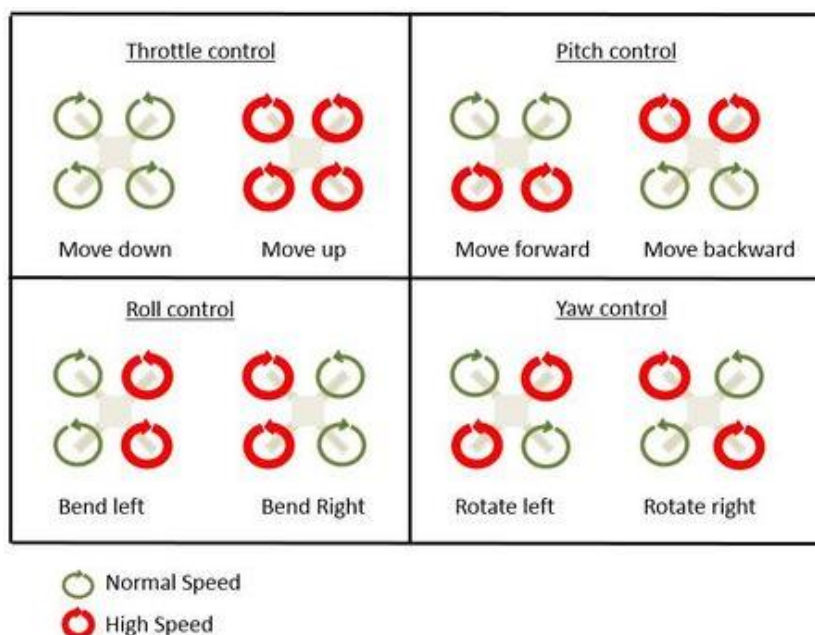 Throttle control
Pitch control
Move down
Move up
Move forward
Move backward
Roll control
Yaw control
Bend left
Bend Right
Rotate left
Rotate right
Normal Speed
High Speed